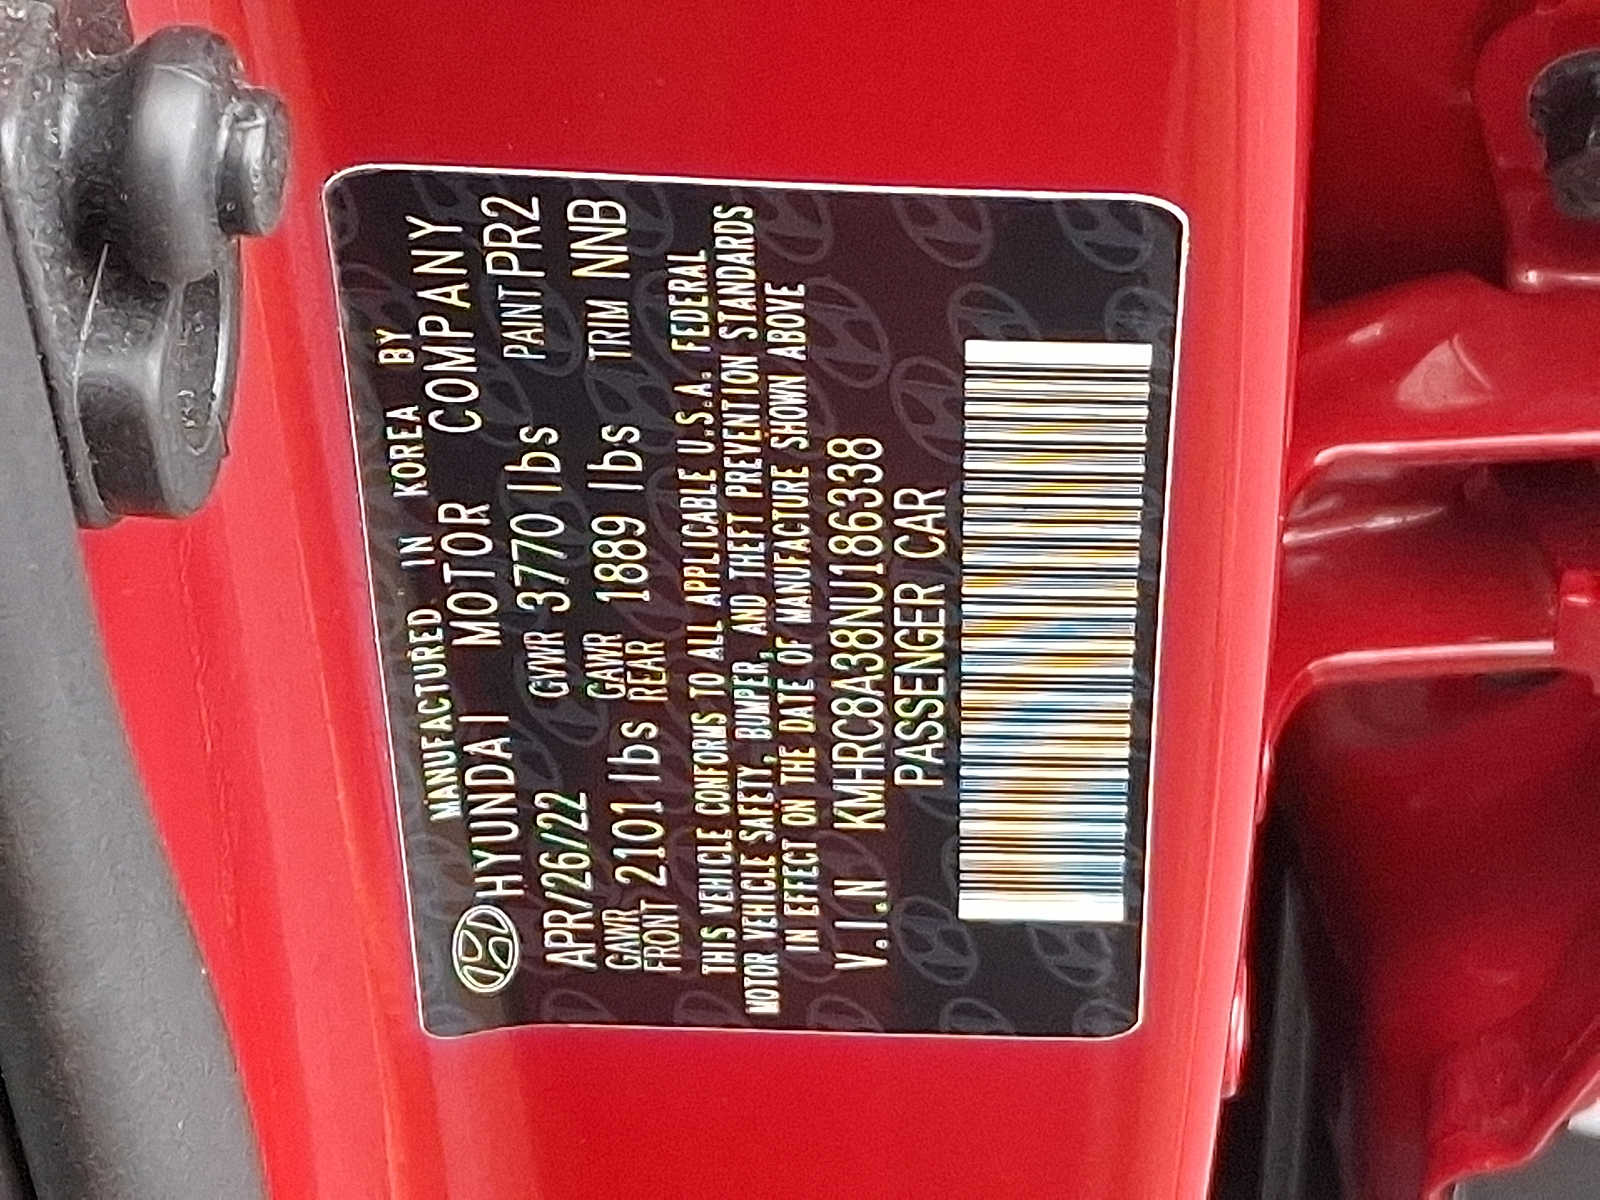 MANUFACTURED IN KOREA BY
HYUNDAI MOTOR COMPANY
APR/26/22 GVWR 3770 lbs PAINT PR2
GAWR FRONT 2101 lbs GAWR REAR 1889 lbs TRIM NNB
THIS VEHICLE CONFORMS TO ALL APPLICABLE U.S.A. FEDERAL
MOTOR VEHICLE SAFETY, BUMPER, AND THEFT PREVENTION STANDARDS
IN EFFECT ON THE DATE OF MANUFACTURE SHOWN ABOVE
V.I.N KMHRC8A38NU186338
PASSENGER CAR